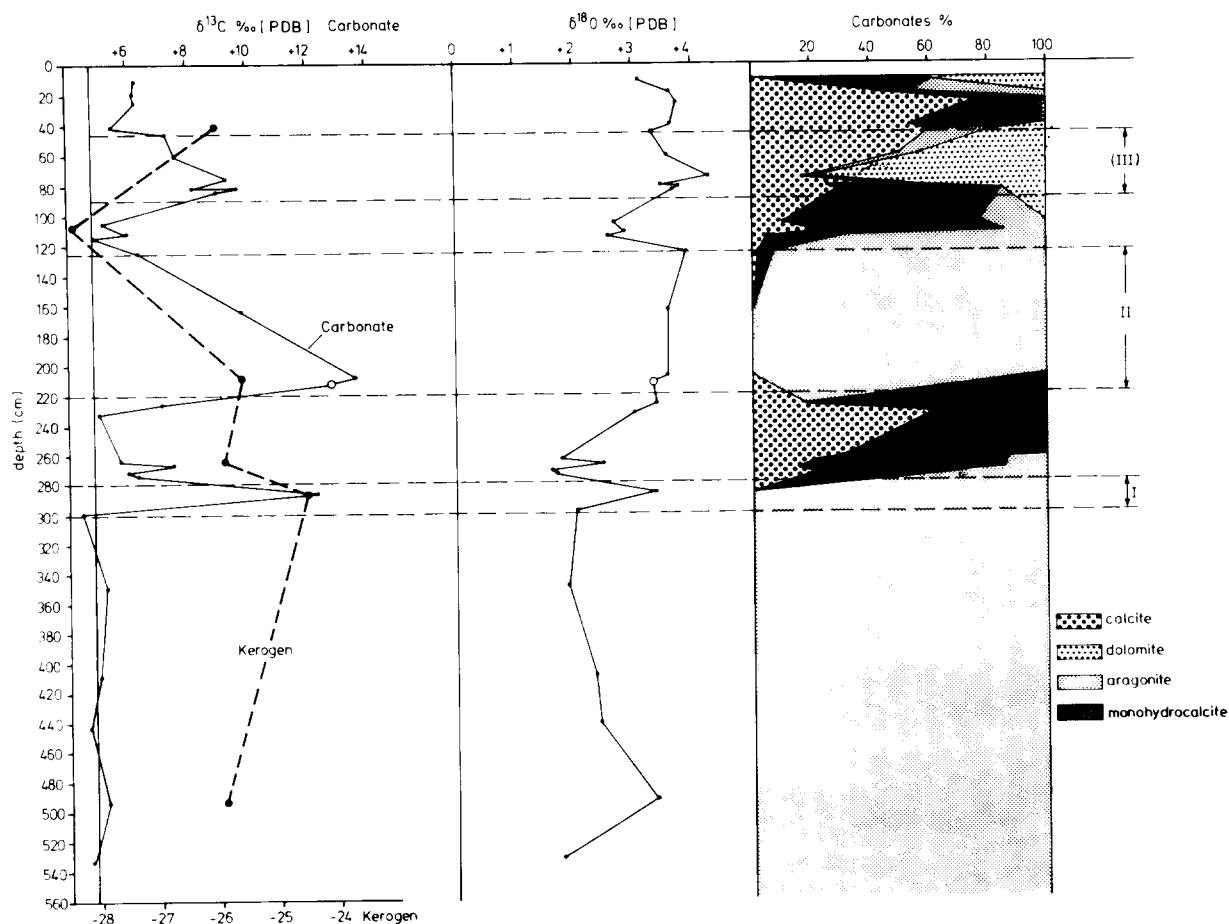 δ¹³C ‰ [PDB] Carbonate
+6 +8 +10 +12 +14
δ¹⁸O ‰ [PDB]
0 +1 +2 +3 +4
Carbonates %
20 40 60 80 100
depth (cm)
0
20
40
60
80
100
120
140
160
180
200
220
240
260
280
300
320
340
360
380
400
420
440
460
480
500
520
540
560
Carbonate
Kerogen
(III)
II
I
calcite
dolomite
aragonite
monohydrocalcite
-28 -27 -26 -25 -24 Kerogen